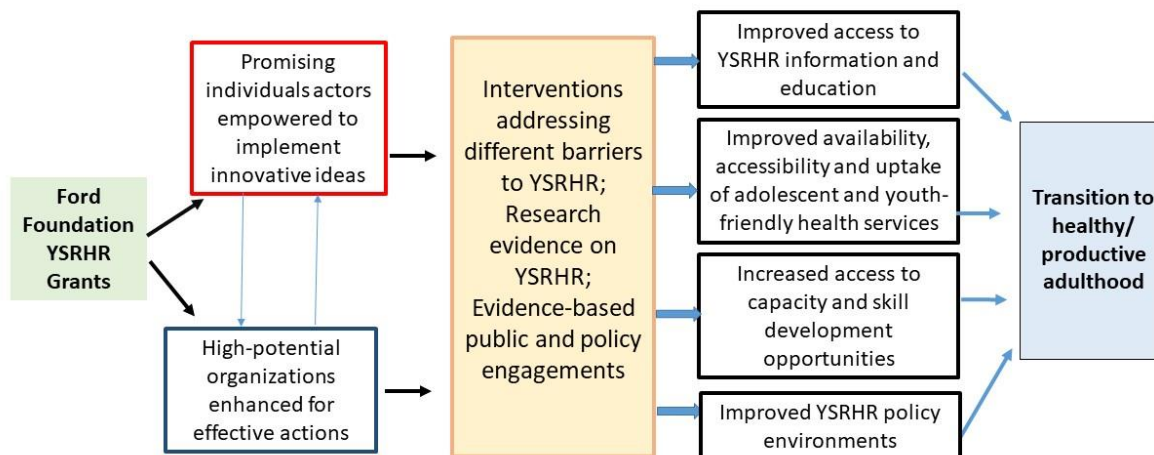 Ford
Foundation
YSRHR
Grants
Promising
individuals actors
empowered to
implement
innovative ideas
High-potential
organizations
enhanced for
effective actions
Interventions
addressing
different barriers
to YSRHR;
Research
evidence on
YSRHR;
Evidence-based
public and policy
engagements
Improved access to
YSRHR information and
education
Improved availability,
accessibility and uptake
of adolescent and youth-
friendly health services
Increased access to
capacity and skill
development
opportunities
Improved YSRHR policy
environments
Transition to
healthy/
productive
adulthood